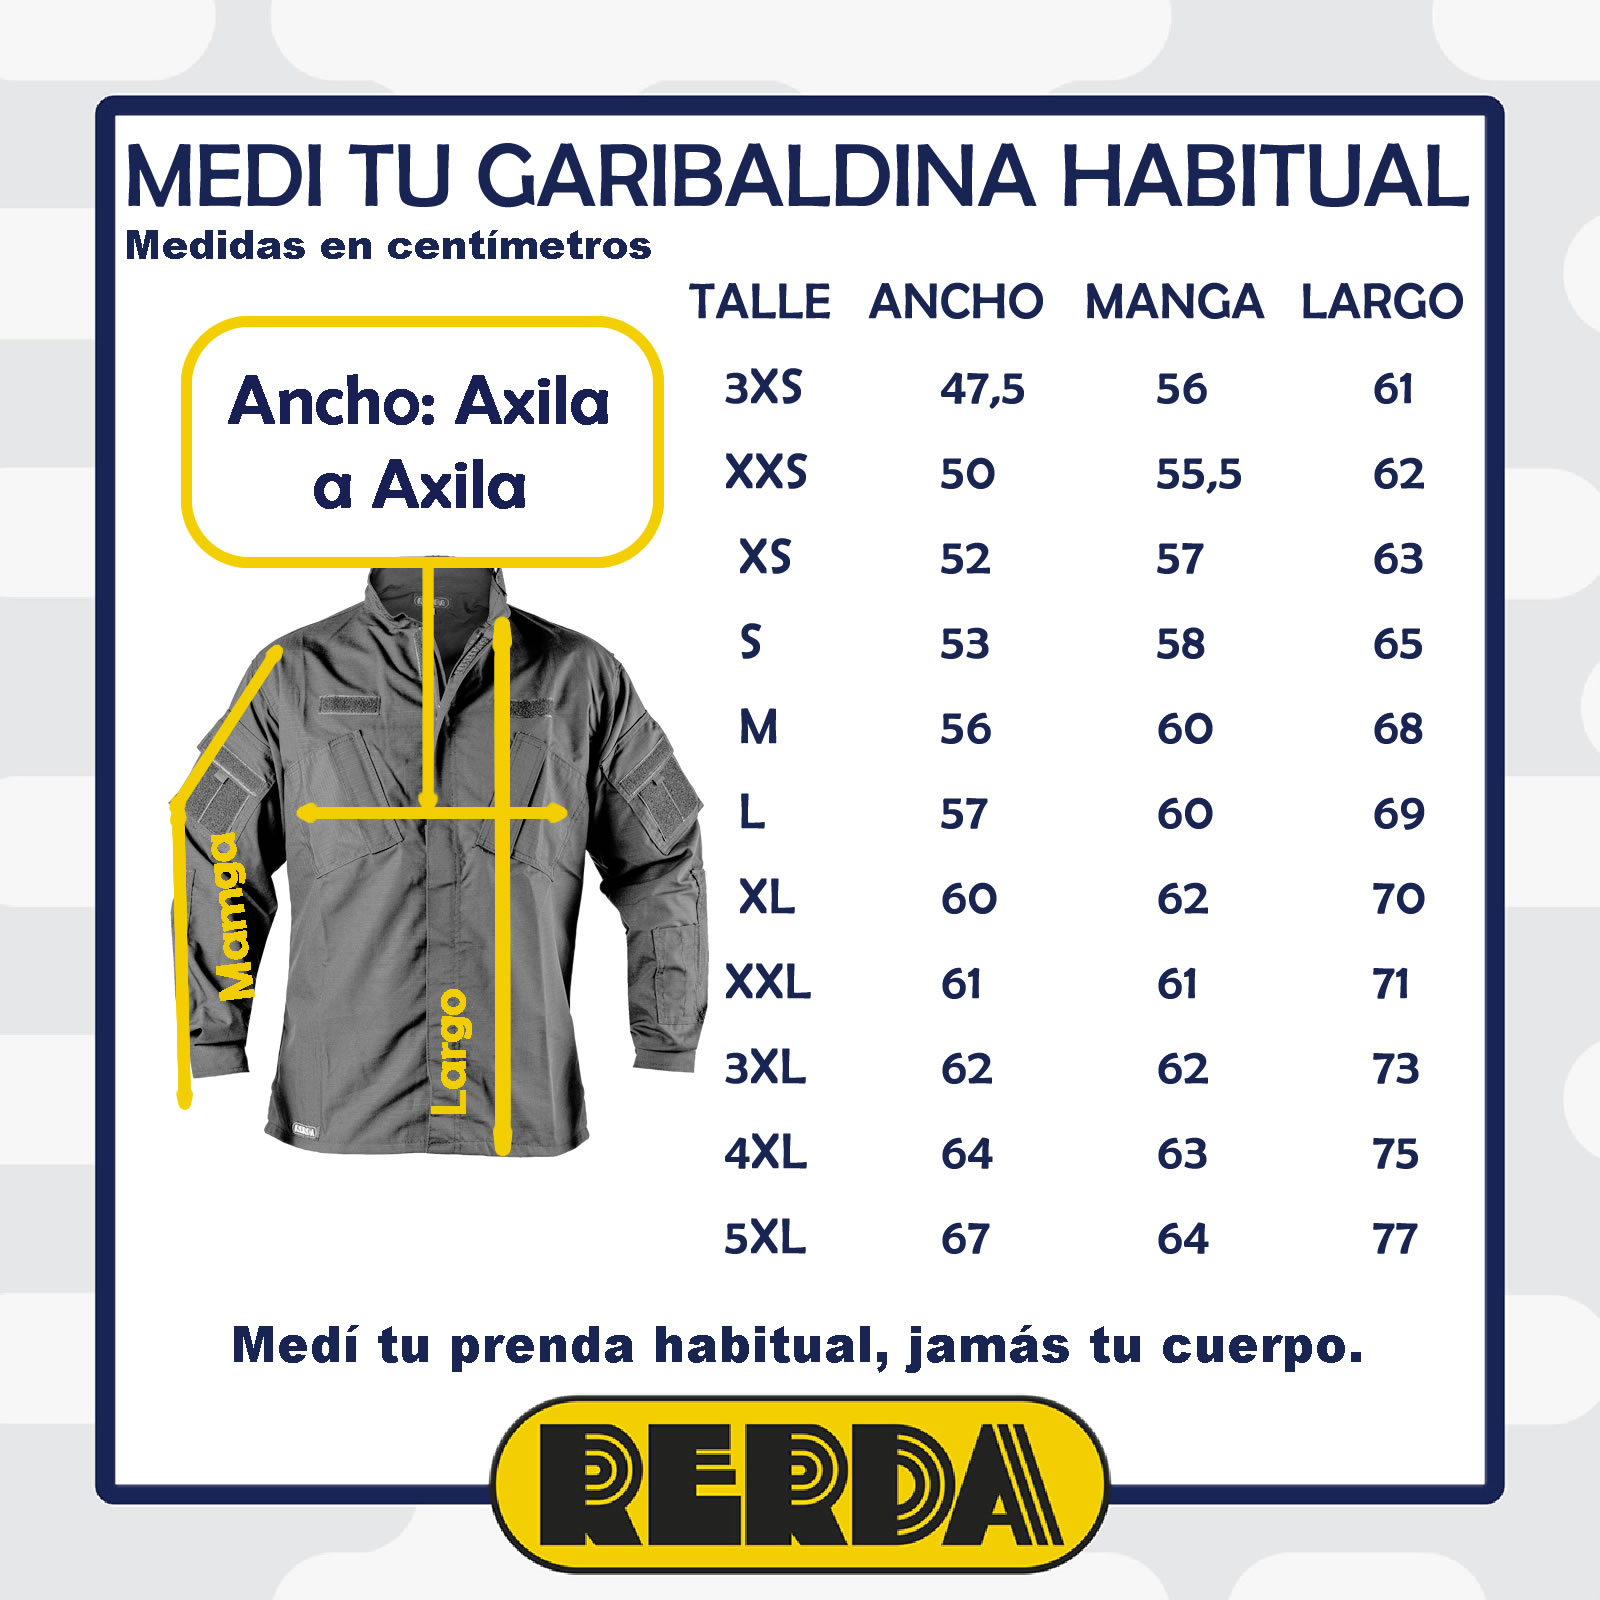 MEDI TU GARIBALDINA HABITUAL
Medidas en centímetros
TALLE ANCHO MANGA LARGO
Ancho: Axila
a Axila
3XS 47,5 56 61
XXS 50 55,5 62
XS 52 57 63
S 53 58 65
M 56 60 68
L 57 60 69
XL 60 62 70
XXL 61 61 71
3XL 62 62 73
4XL 64 63 75
5XL 67 64 77
Mamga
Largo
Medí tu prenda habitual, jamás tu cuerpo.
RERDA